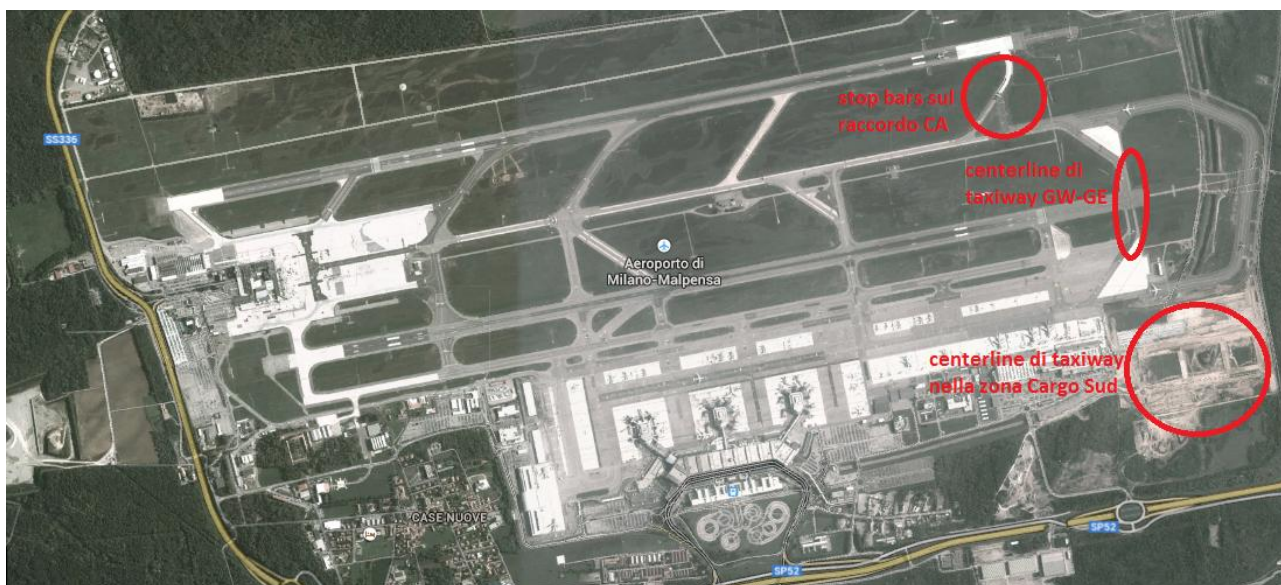 SS336
stop bars sul
raccordo CA
centerline di
taxiway GW-GE
Aeroporto di
Milano-Malpensa
centerline di taxiway
nella zona Cargo Sud
CASE NUOVE
SP52
SP52